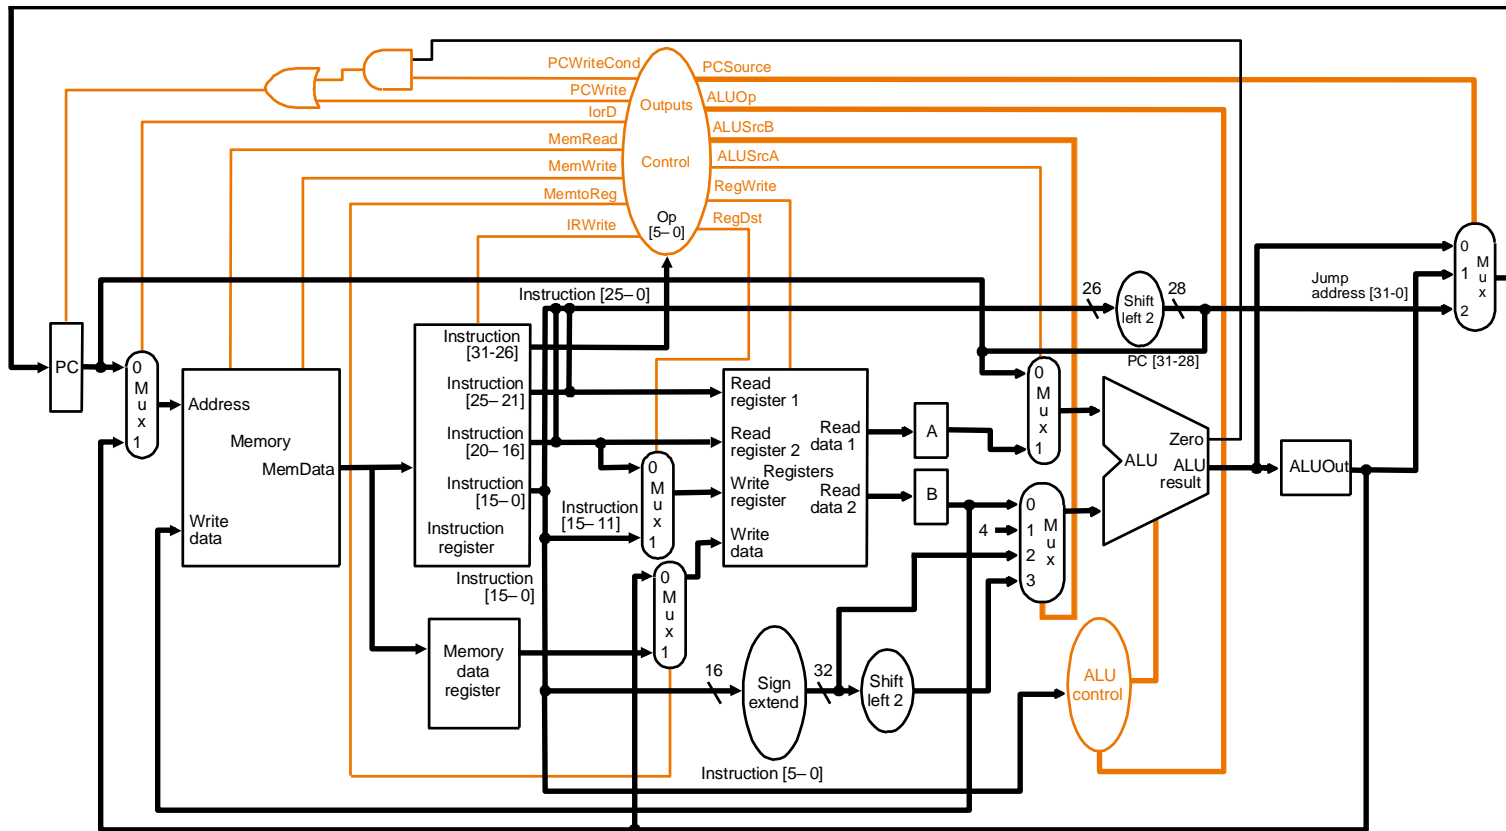 PCWriteCond
PCSource
PCWrite
ALUOp
Outputs
IorD
ALUSrcB
MemRead
Control
ALUSrcA
MemWrite
RegWrite
MemtoReg
Op
[5–0]
RegDst
IRWrite
0
1
2
M
u
x
Jump
address [31-0]
Instruction [25–0]
26
Shift
left 2
28
PC [31-28]
PC
0
M
u
x
1
Address
Memory
MemData
Write
data
Instruction
[31-26]
Instruction
[25–21]
Instruction
[20–16]
Instruction
[15–0]
Instruction
register
Instruction
[15–0]
Instruction
[15–11]
0
M
u
x
1
Read
register 1
Read
register 2
Registers
Write
register
Write
data
Read
data 1
Read
data 2
A
B
0
M
u
x
1
4
0
1
2
3
M
u
x
Zero
ALU
ALU
result
ALUOut
0
M
u
x
1
Memory
data
register
16
Sign
extend
32
Shift
left 2
ALU
control
Instruction [5–0]